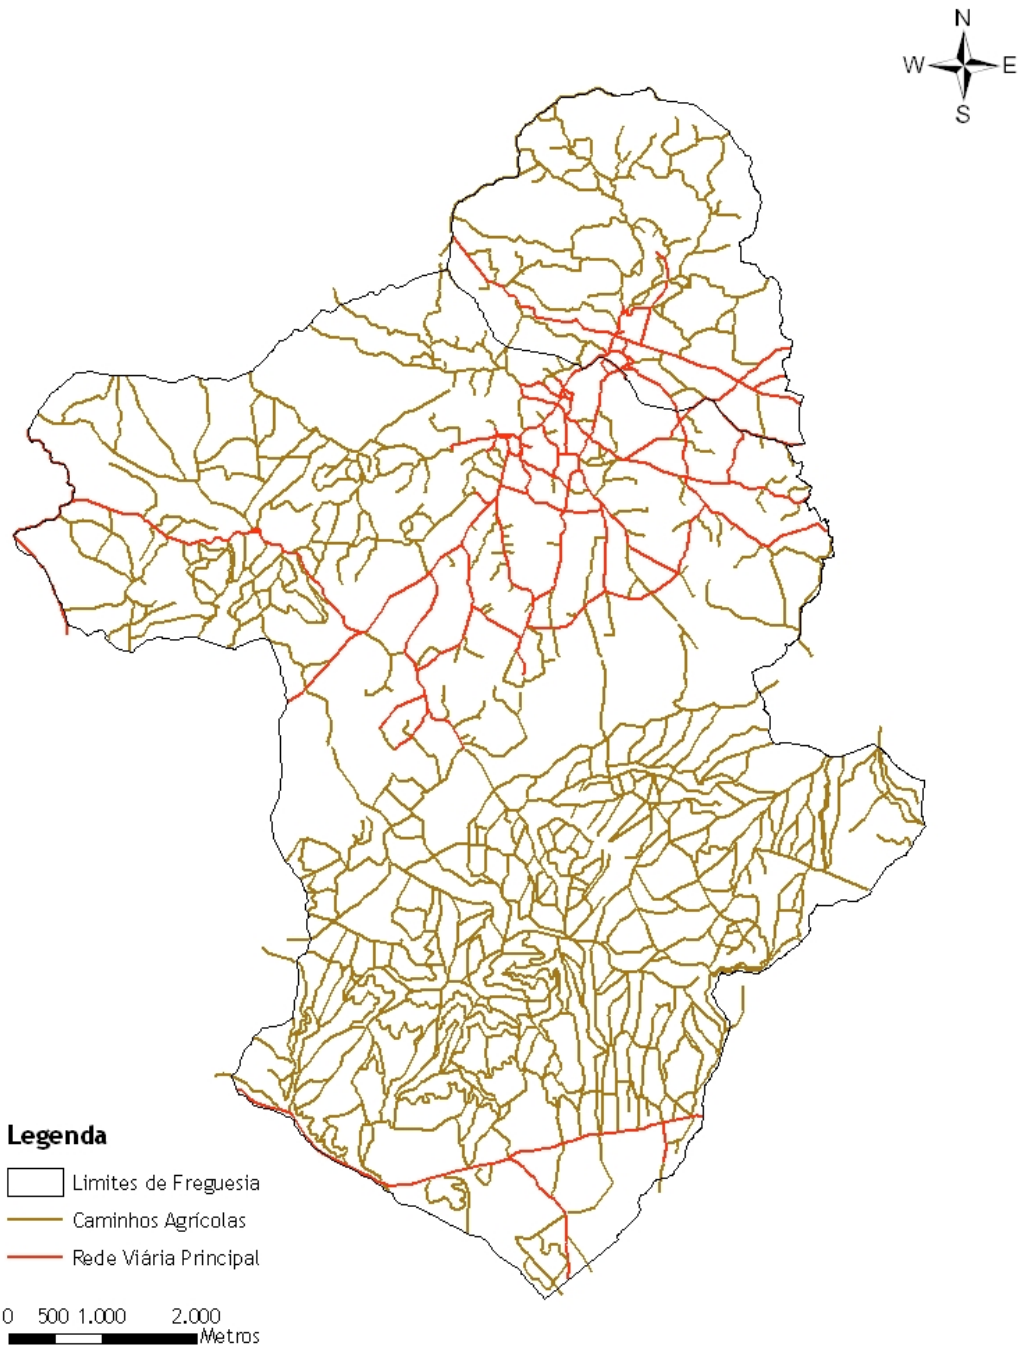 N
W E
S
Legenda
Limites de Freguesia
Caminhos Agrícolas
Rede Viária Principal
0 500 1.000 2.000
Metros